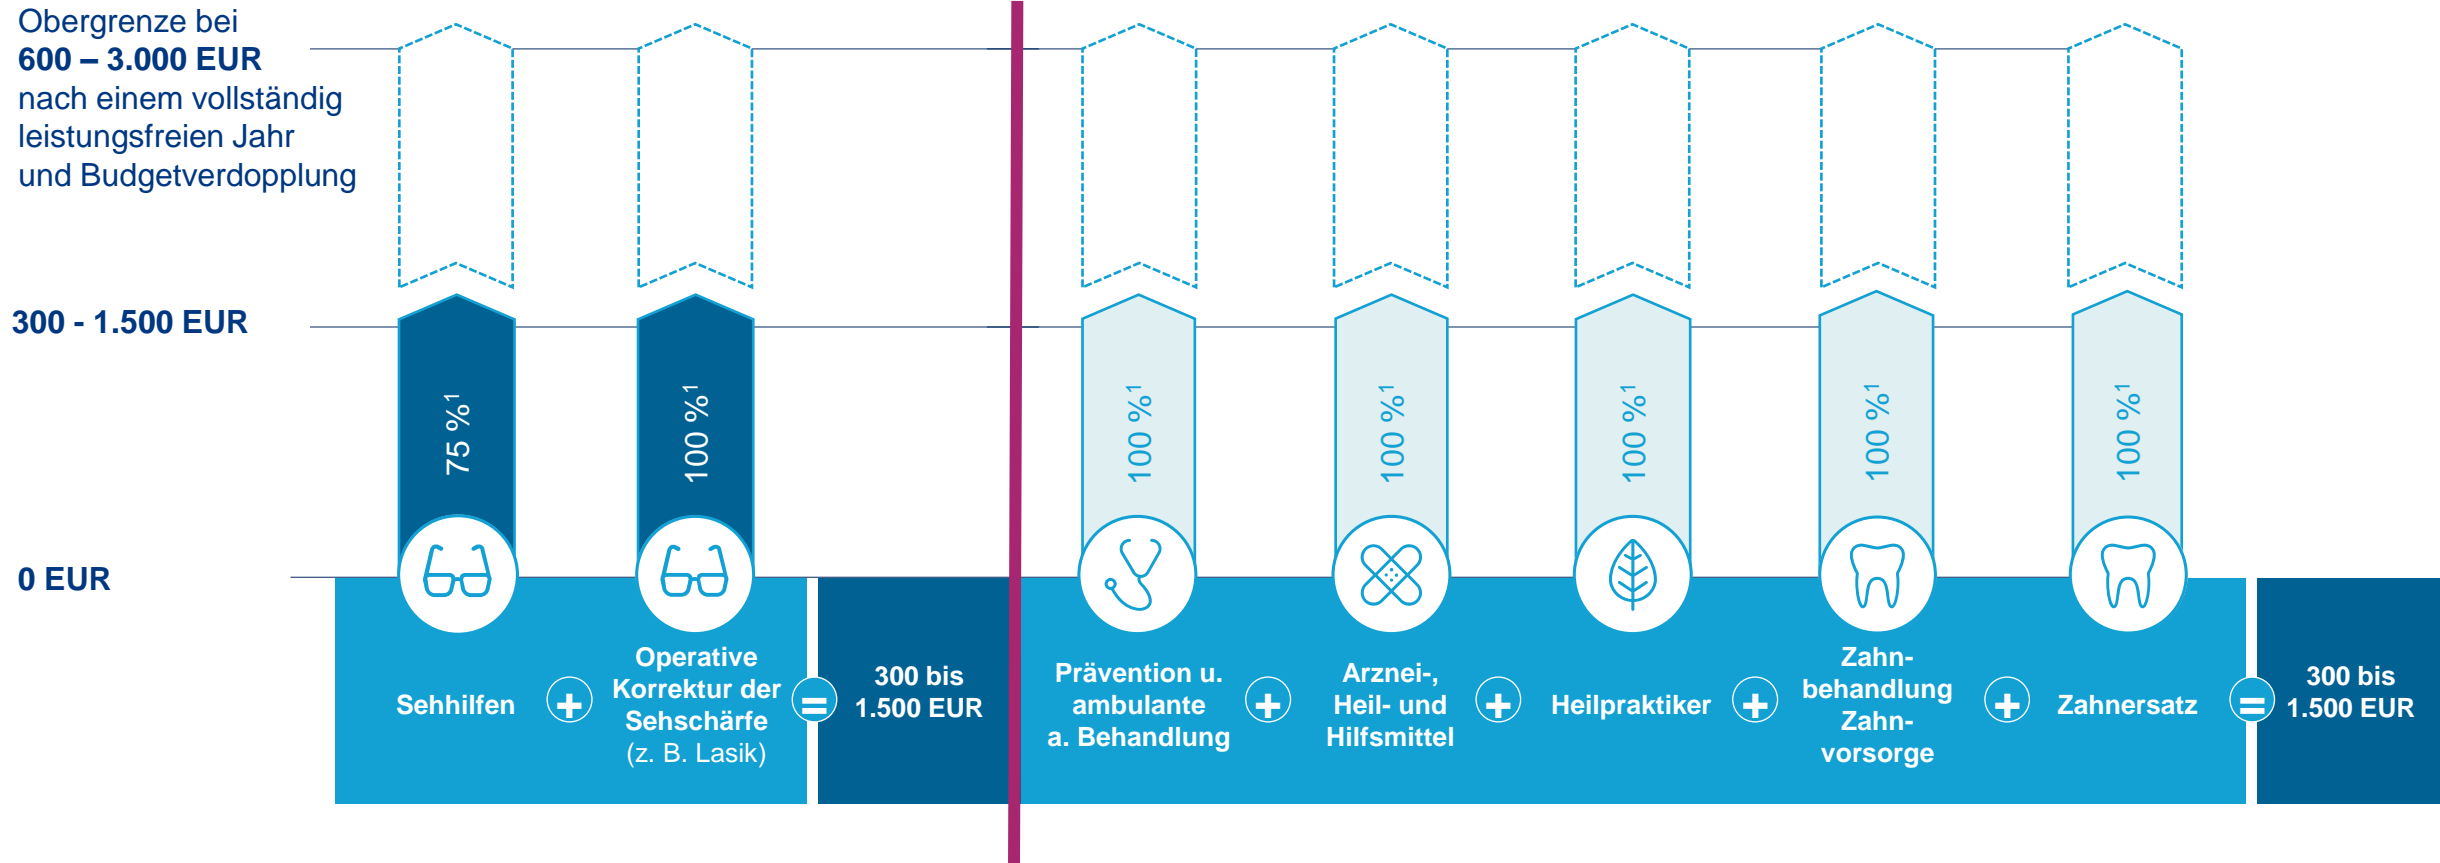 Obergrenze bei
600 – 3.000 EUR
nach einem vollständig
leistungsfreien Jahr
und Budgetverdopplung
300 - 1.500 EUR
0 EUR
75 %¹
100 %¹
100 %¹
100 %¹
100 %¹
100 %¹
100 %¹
Sehhilfen
+
Operative
Korrektur der
Sehschärfe
(z. B. Lasik)
=
300 bis
1.500 EUR
Prävention u.
ambulante
a. Behandlung
+
Arznei-,
Heil- und
Hilfsmittel
+
Heilpraktiker
+
Zahn-
behandlung
Zahn-
vorsorge
+
Zahnersatz
=
300 bis
1.500 EUR